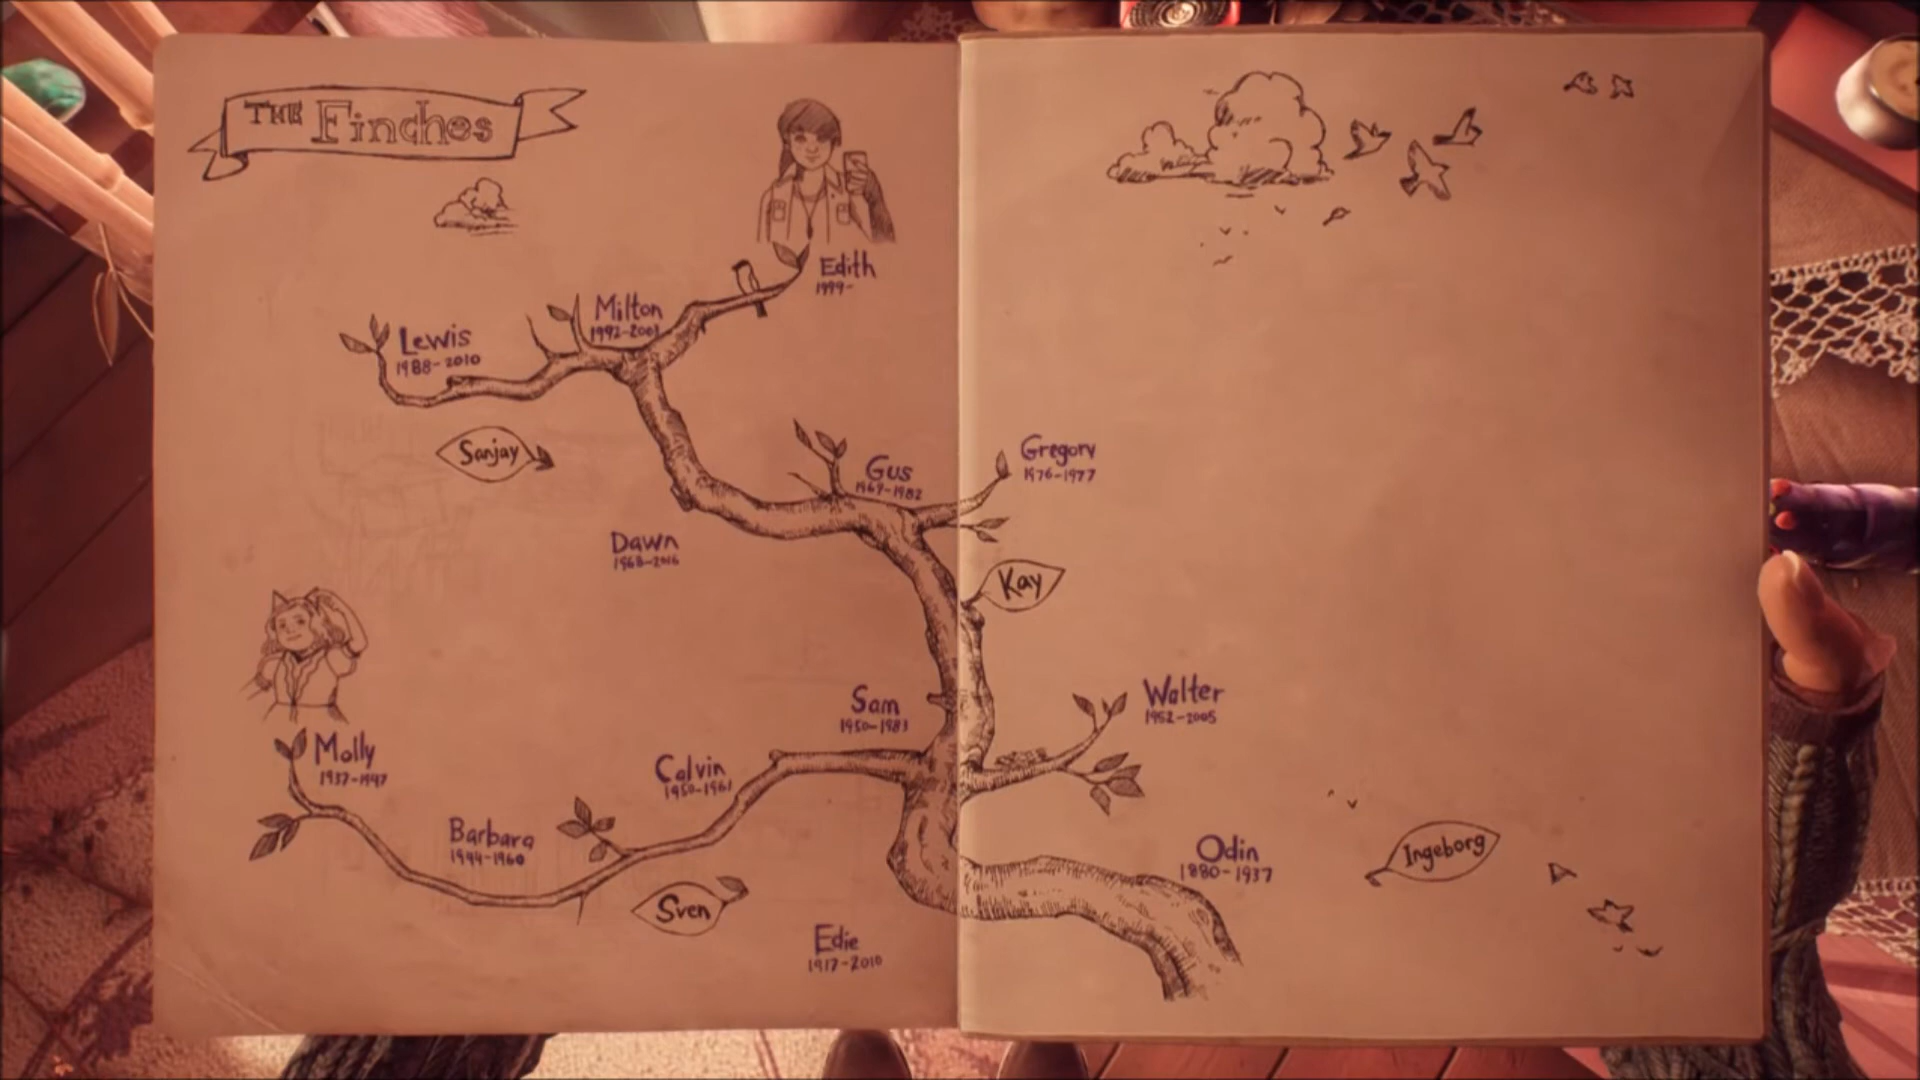 THE Finches
Edith
1999-
Milton
1992-2003
Lewis
1988-2010
Sanjay
Gregory
1976-1977
Gus
1969-1982
Dawn
1968-2016
Kay
Sam
1950-1983
Walter
1952-2005
Molly
1937-1947
Calvin
1950-1961
Barbara
1944-1960
Odin
1880-1937
Ingeborg
Sven
Edie
1917-2010